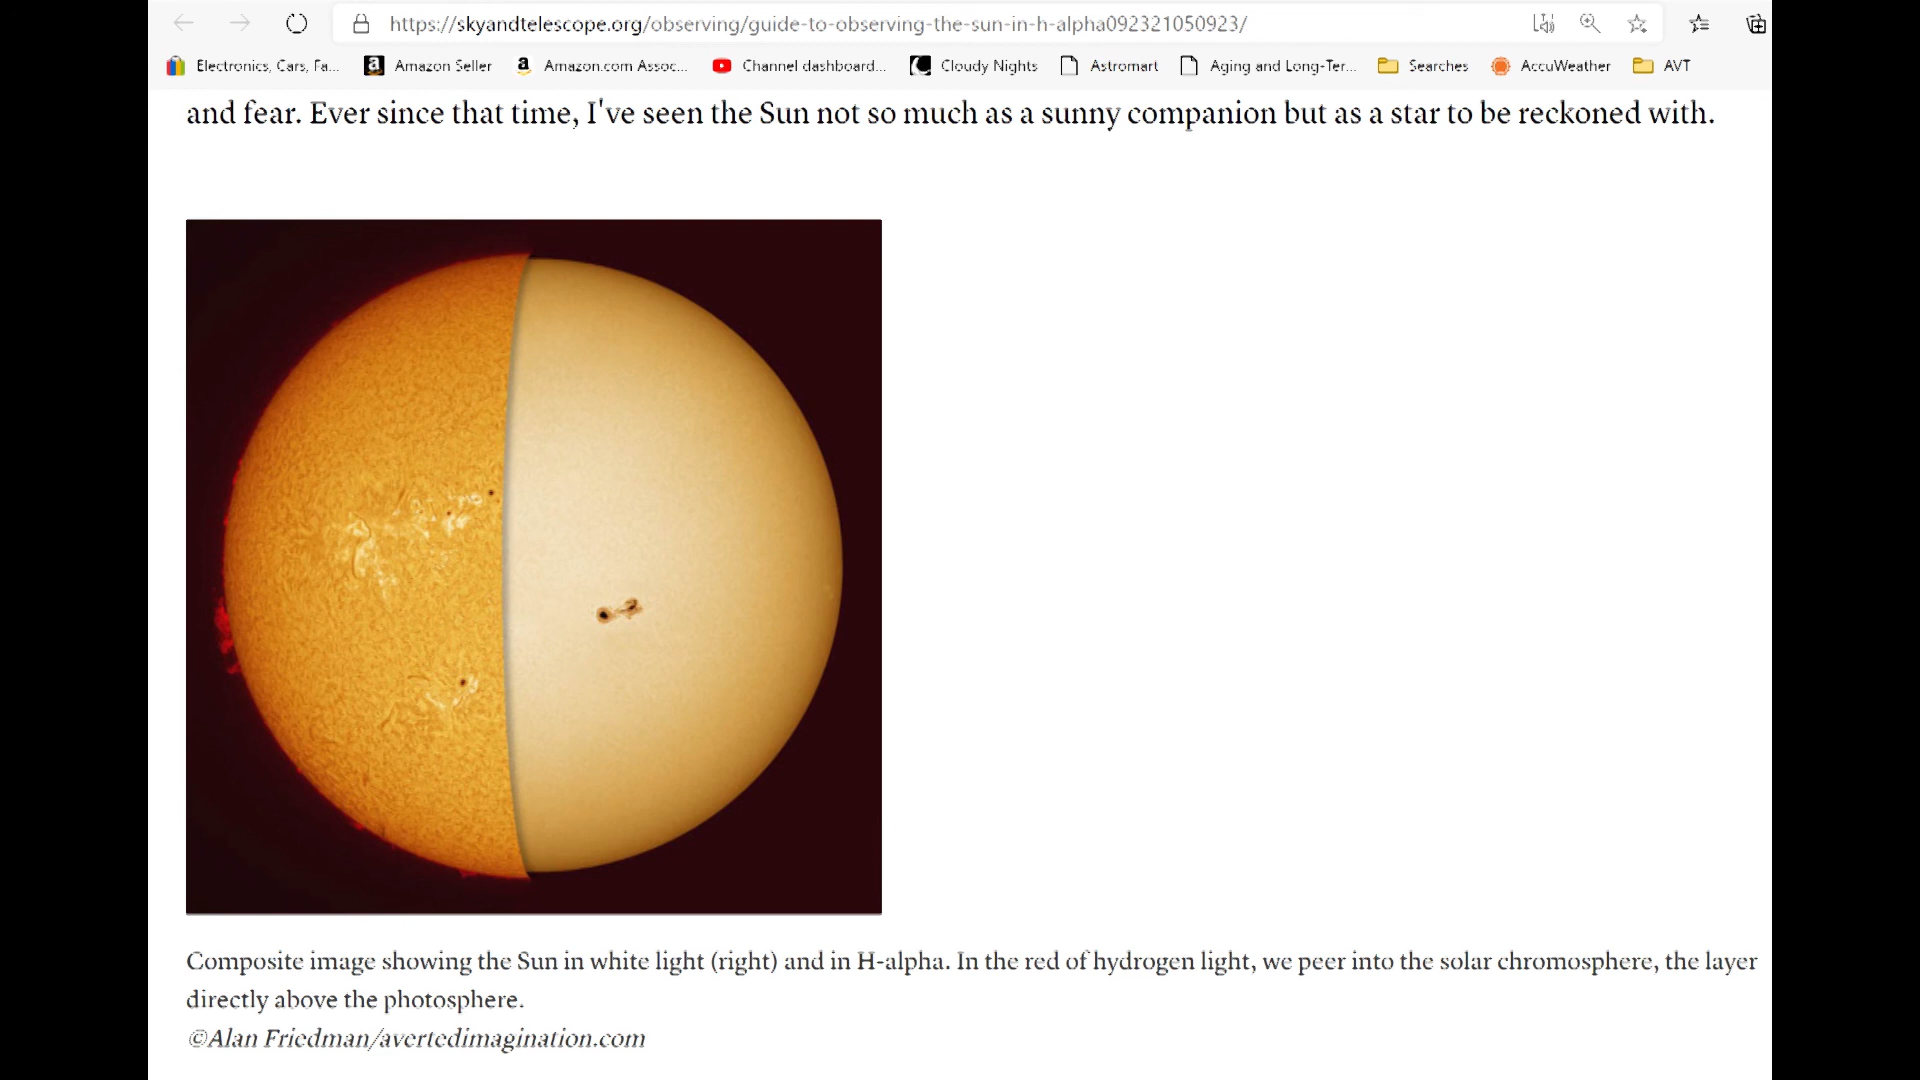 https://skyandtelescope.org/observing/guide-to-observing-the-sun-in-h-alpha092321050923/
Electronics, Cars, Fa... Amazon Seller Amazon.com Assoc... Channel dashboard... Cloudy Nights Astromart Aging and Long-Ter... Searches AccuWeather AVT
and fear. Ever since that time, I've seen the Sun not so much as a sunny companion but as a star to be reckoned with.
Composite image showing the Sun in white light (right) and in H-alpha. In the red of hydrogen light, we peer into the solar chromosphere, the layer
directly above the photosphere.
©Alan Friedman/avertedimagination.com